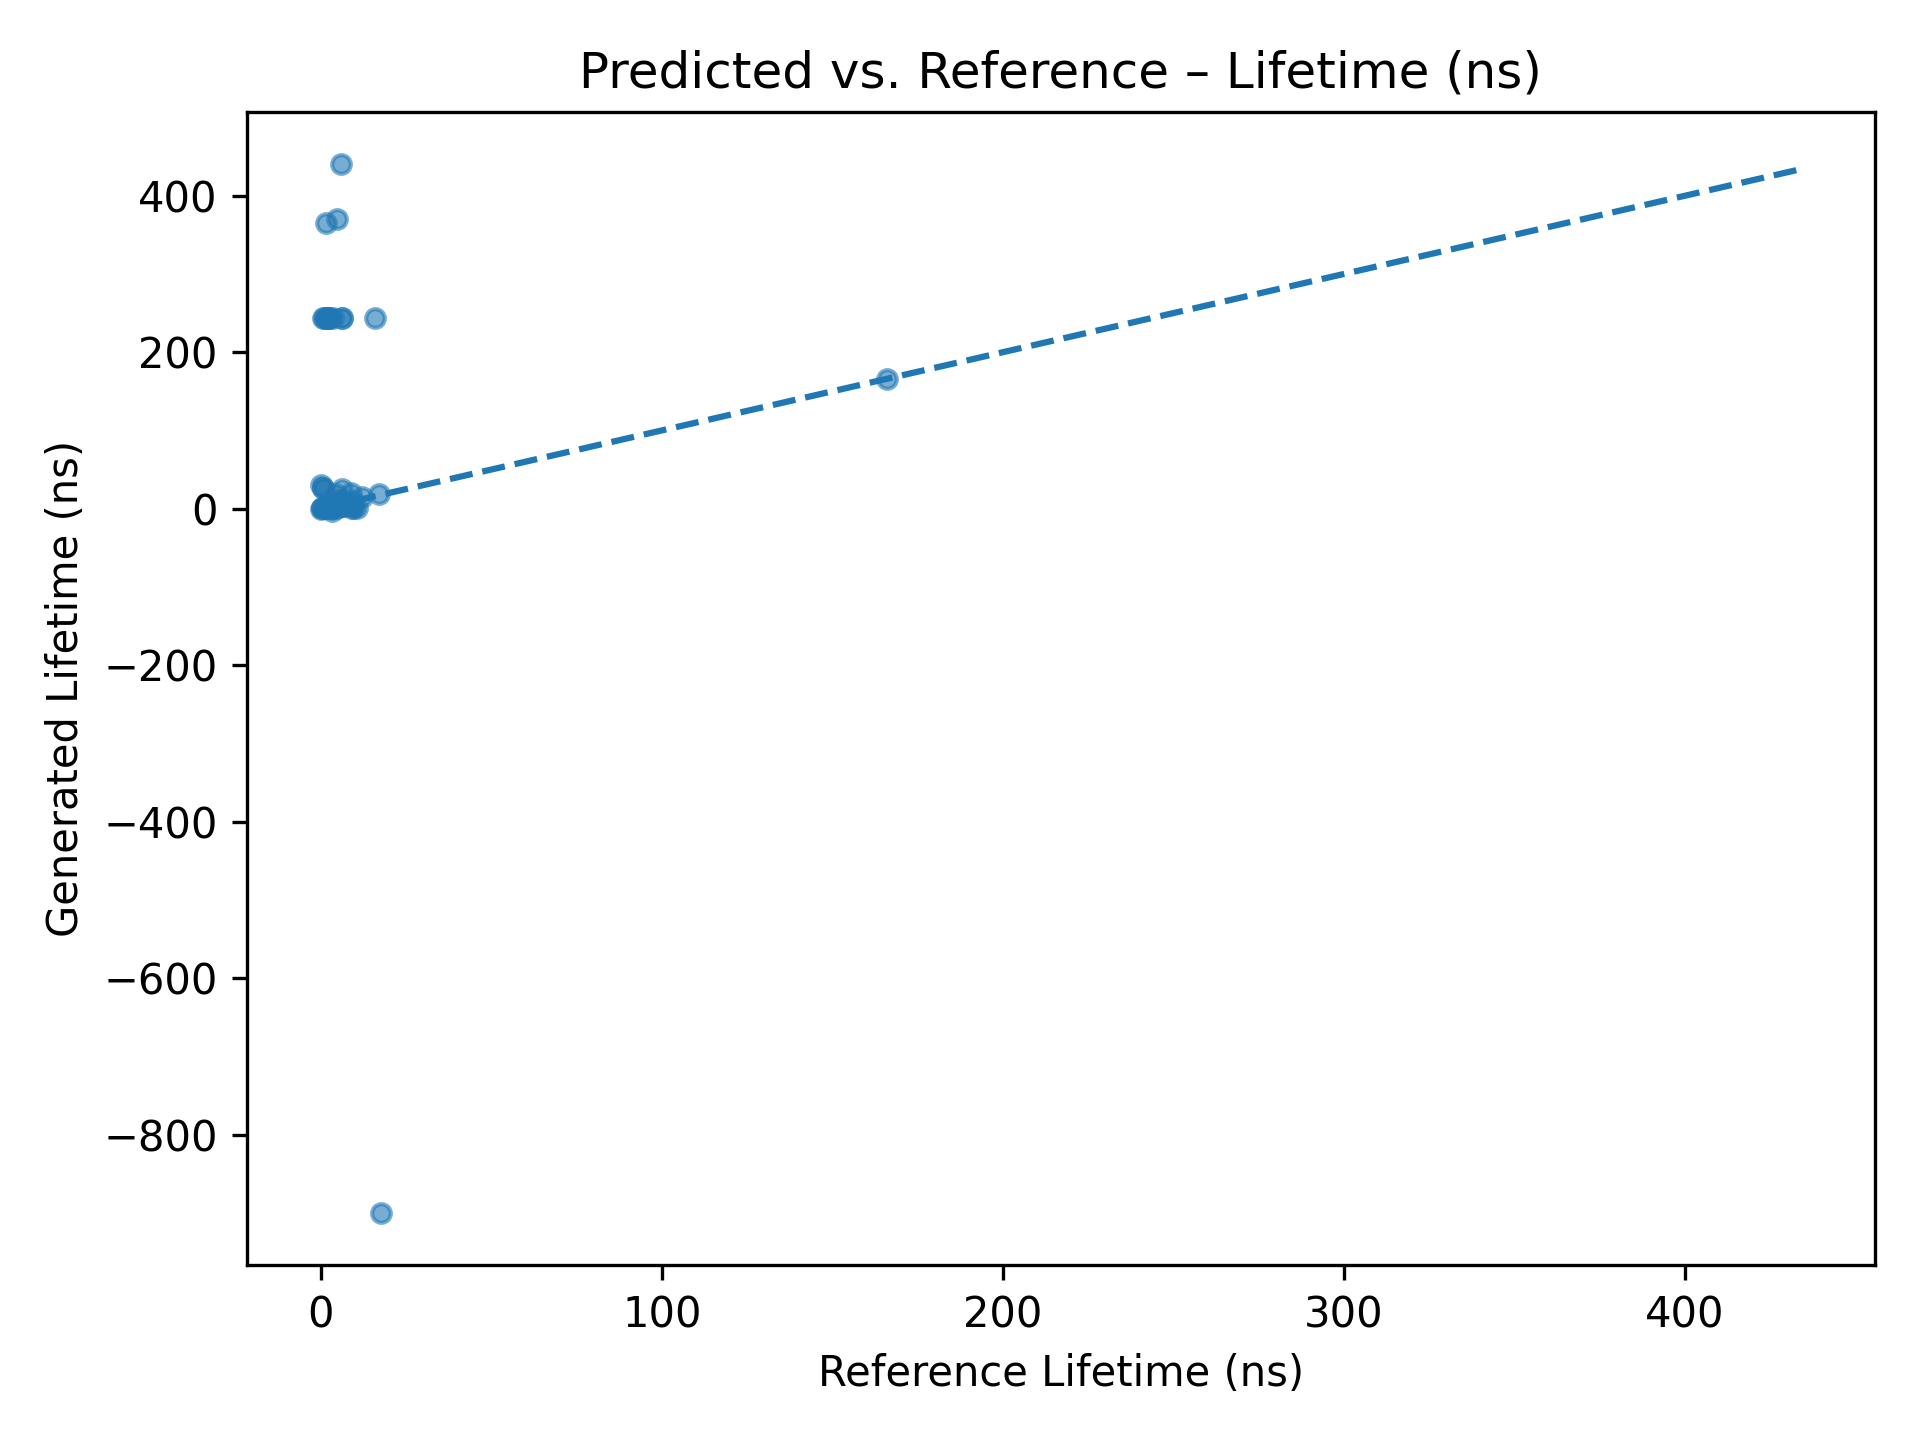 Predicted vs. Reference – Lifetime (ns)
Generated Lifetime (ns)
400
200
0
−200
−400
−600
−800
0 100 200 300 400
Reference Lifetime (ns)